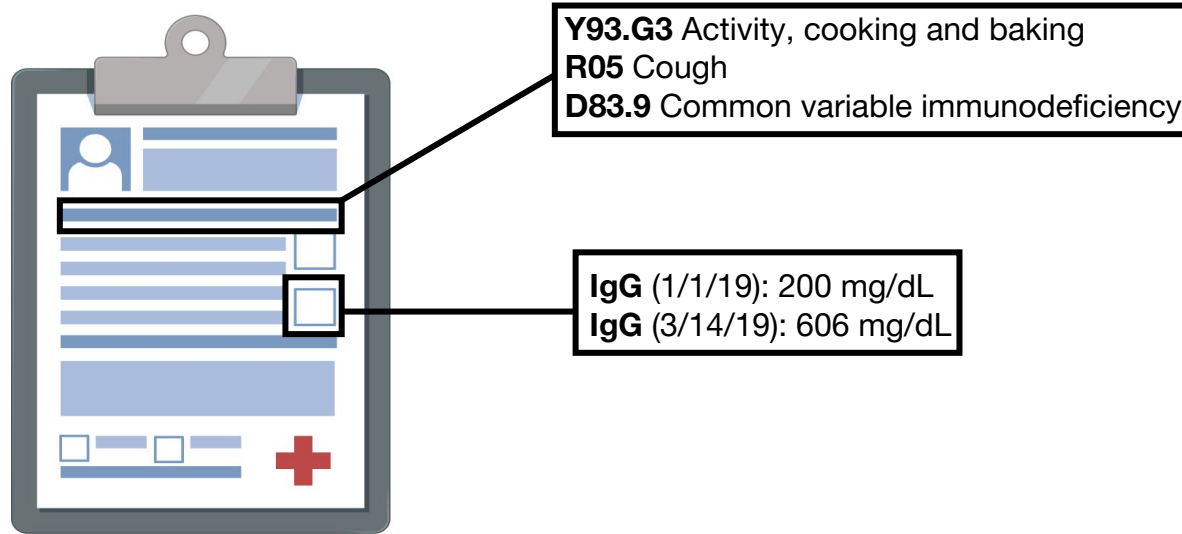 Y93.G3 Activity, cooking and baking
R05 Cough
D83.9 Common variable immunodeficiency
IgG (1/1/19): 200 mg/dL
IgG (3/14/19): 606 mg/dL